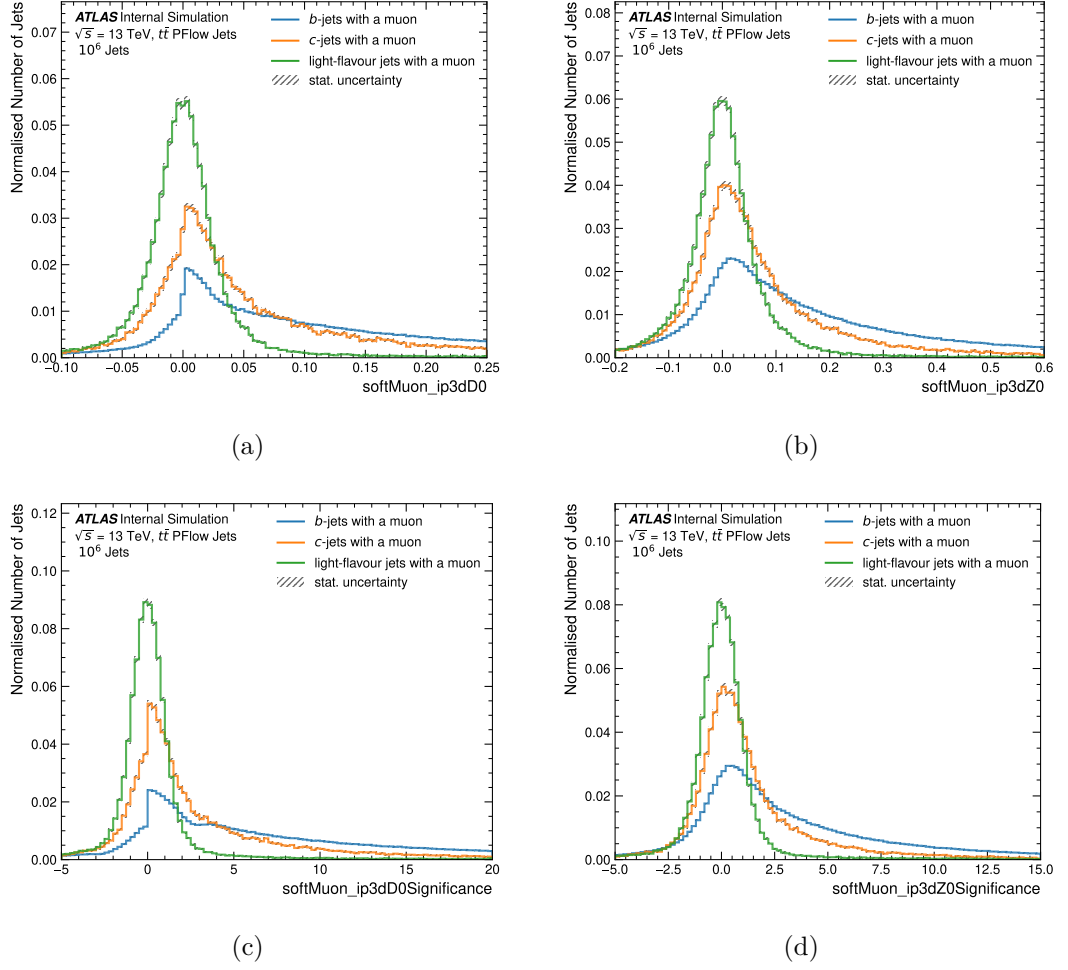 Normalised Number of Jets
ATLAS Internal Simulation
√s = 13 TeV, tt̄ PFlow Jets
10⁶ Jets
b-jets with a muon
c-jets with a muon
light-flavour jets with a muon
stat. uncertainty
0.07
0.06
0.05
0.04
0.03
0.02
0.01
0.00
−0.10 −0.05 0.00 0.05 0.10 0.15 0.20 0.25
softMuon_ip3dD0
(a)
Normalised Number of Jets
ATLAS Internal Simulation
√s = 13 TeV, tt̄ PFlow Jets
10⁶ Jets
b-jets with a muon
c-jets with a muon
light-flavour jets with a muon
stat. uncertainty
0.08
0.07
0.06
0.05
0.04
0.03
0.02
0.01
0.00
−0.2 −0.1 0.0 0.1 0.2 0.3 0.4 0.5 0.6
softMuon_ip3dZ0
(b)
Normalised Number of Jets
ATLAS Internal Simulation
√s = 13 TeV, tt̄ PFlow Jets
10⁶ Jets
b-jets with a muon
c-jets with a muon
light-flavour jets with a muon
stat. uncertainty
0.12
0.10
0.08
0.06
0.04
0.02
0.00
−5 0 5 10 15 20
softMuon_ip3dD0Significance
(c)
Normalised Number of Jets
ATLAS Internal Simulation
√s = 13 TeV, tt̄ PFlow Jets
10⁶ Jets
b-jets with a muon
c-jets with a muon
light-flavour jets with a muon
stat. uncertainty
0.10
0.08
0.06
0.04
0.02
0.00
−5.0 −2.5 0.0 2.5 5.0 7.5 10.0 12.5 15.0
softMuon_ip3dZ0Significance
(d)